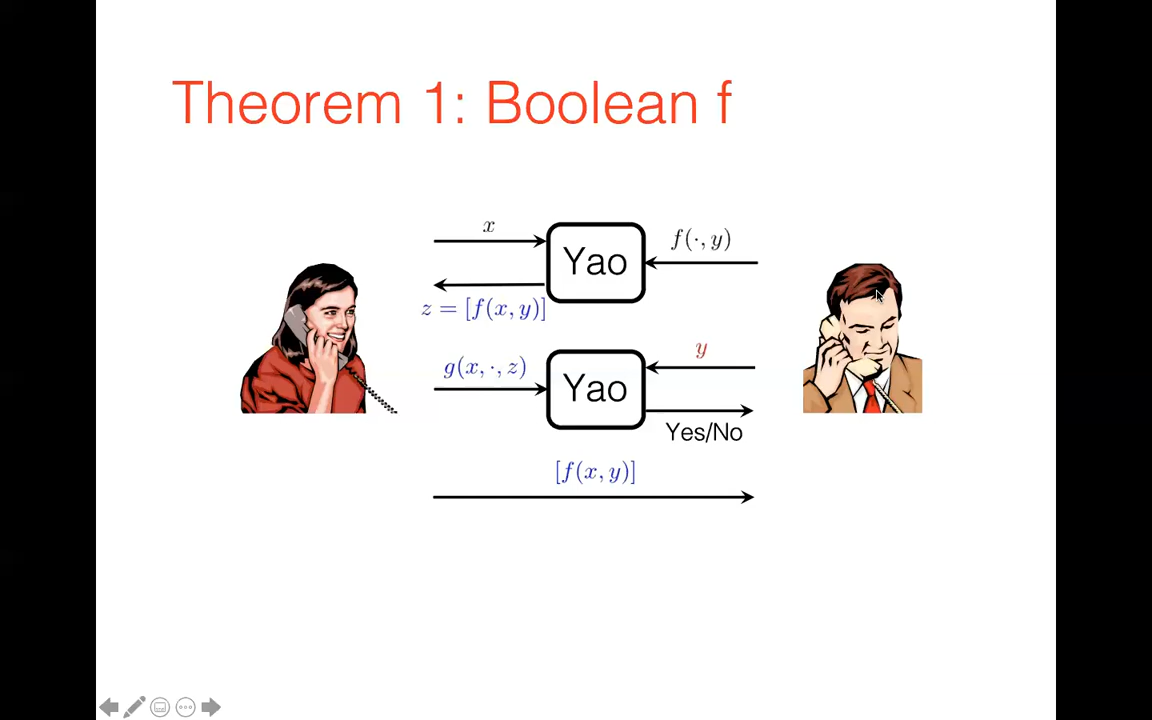 Theorem 1: Boolean f
x
f(·, y)
Yao
z = [f(x, y)]
g(x, ·, z)
y
Yao
Yes/No
[f(x, y)]